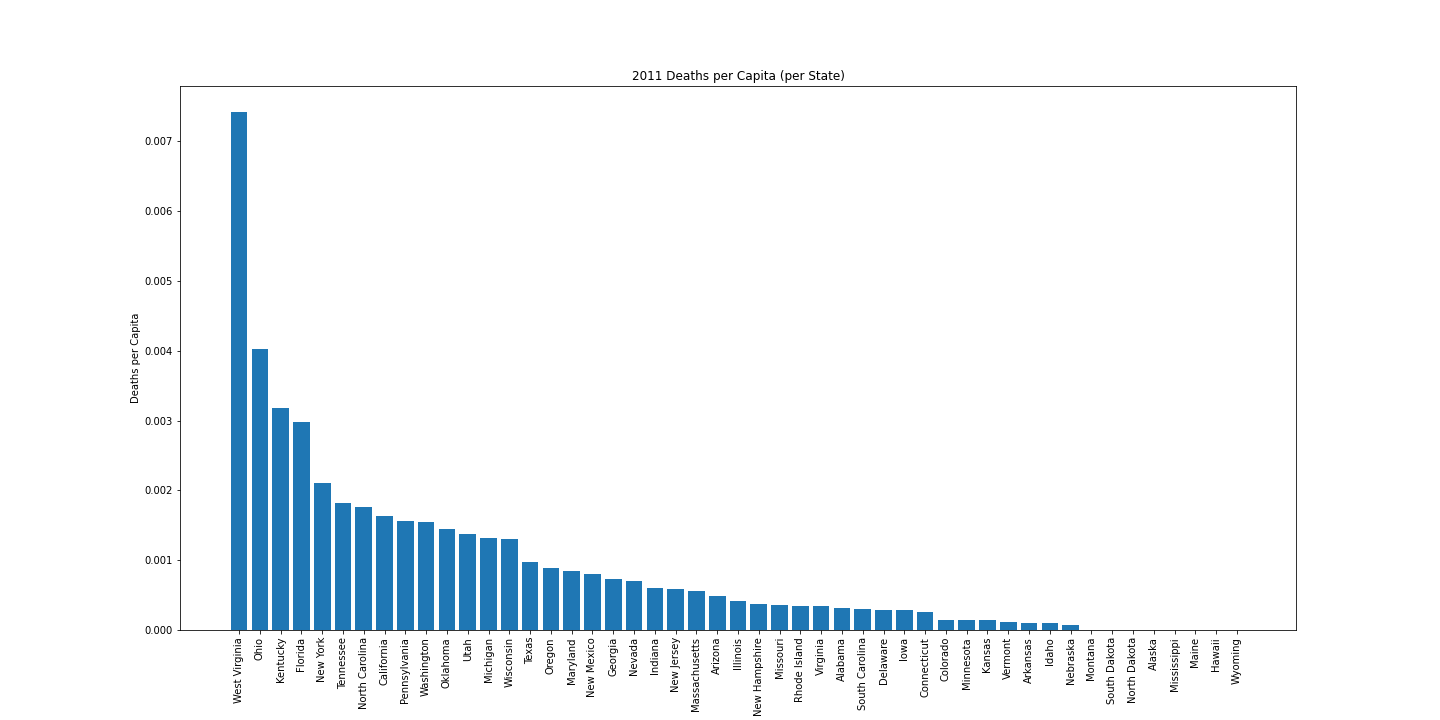 2011 Deaths per Capita (per State)
Deaths per Capita
0.007
0.006
0.005
0.004
0.003
0.002
0.001
0.000
West Virginia
Ohio
Kentucky
Florida
New York
Tennessee
North Carolina
California
Pennsylvania
Washington
Oklahoma
Utah
Michigan
Wisconsin
Texas
Oregon
Maryland
New Mexico
Georgia
Nevada
Indiana
New Jersey
Massachusetts
Arizona
Illinois
New Hampshire
Missouri
Rhode Island
Virginia
Alabama
South Carolina
Delaware
Iowa
Connecticut
Colorado
Minnesota
Kansas
Vermont
Arkansas
Idaho
Nebraska
Montana
South Dakota
North Dakota
Alaska
Mississippi
Maine
Hawaii
Wyoming